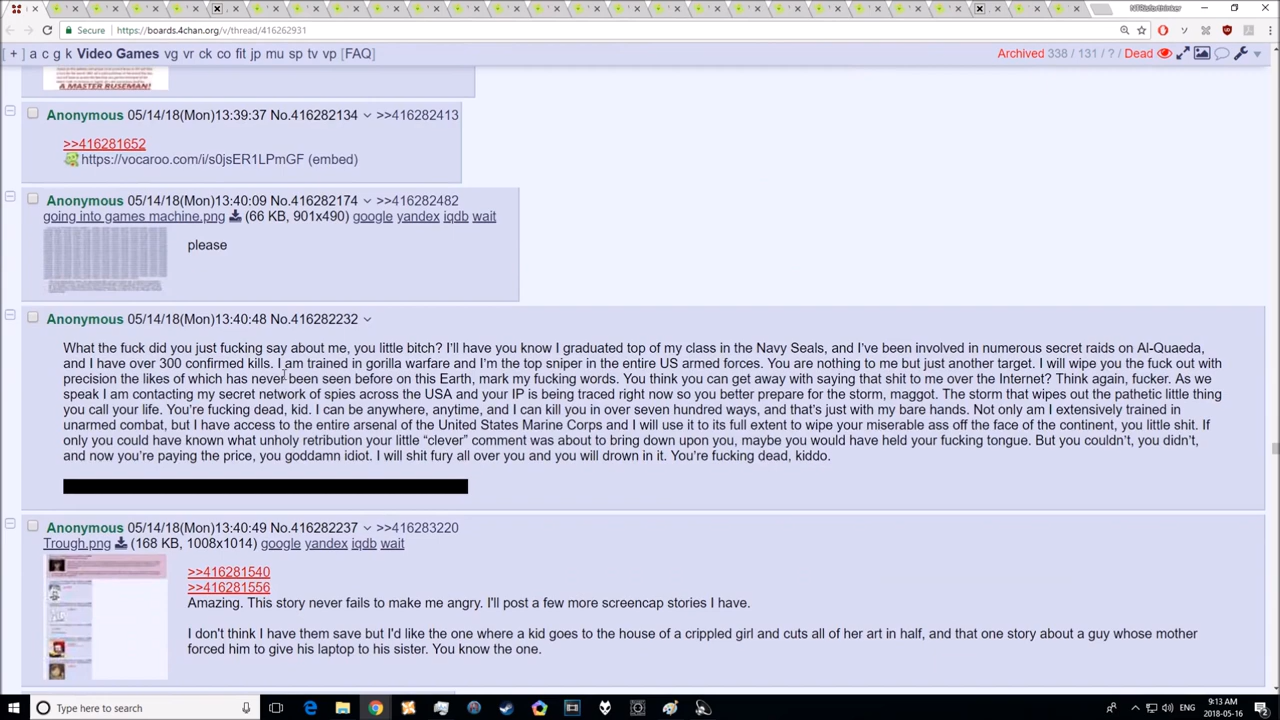 NTRisforthinker
Secure https://boards.4chan.org/v/thread/416262931
[ + ] a c g k Video Games vg vr ck co fit jp mu sp tv vp [FAQ]
Archived 338 / 131 / ? / Dead
A MASTER RUSEMAN!
Anonymous 05/14/18(Mon)13:39:37 No.416282134 >>416282413
>>416281652
https://vocaroo.com/i/s0jsER1LPmGF (embed)
Anonymous 05/14/18(Mon)13:40:09 No.416282174 >>416282482
going into games machine.png (66 KB, 901x490) google yandex iqdb wait
please
Anonymous 05/14/18(Mon)13:40:48 No.416282232
What the fuck did you just fucking say about me, you little bitch? I'll have you know I graduated top of my class in the Navy Seals, and I've been involved in numerous secret raids on Al-Quaeda,
and I have over 300 confirmed kills. I am trained in gorilla warfare and I'm the top sniper in the entire US armed forces. You are nothing to me but just another target. I will wipe you the fuck out with
precision the likes of which has never been seen before on this Earth, mark my fucking words. You think you can get away with saying that shit to me over the Internet? Think again, fucker. As we
speak I am contacting my secret network of spies across the USA and your IP is being traced right now so you better prepare for the storm, maggot. The storm that wipes out the pathetic little thing
you call your life. You're fucking dead, kid. I can be anywhere, anytime, and I can kill you in over seven hundred ways, and that's just with my bare hands. Not only am I extensively trained in
unarmed combat, but I have access to the entire arsenal of the United States Marine Corps and I will use it to its full extent to wipe your miserable ass off the face of the continent, you little shit. If
only you could have known what unholy retribution your little “clever” comment was about to bring down upon you, maybe you would have held your fucking tongue. But you couldn't, you didn't,
and now you're paying the price, you goddamn idiot. I will shit fury all over you and you will drown in it. You're fucking dead, kiddo.
Anonymous 05/14/18(Mon)13:40:49 No.416282237 >>416283220
Trough.png (168 KB, 1008x1014) google yandex iqdb wait
>>416281540
>>416281556
Amazing. This story never fails to make me angry. I'll post a few more screencap stories I have.
I don't think I have them save but I'd like the one where a kid goes to the house of a crippled girl and cuts all of her art in half, and that one story about a guy whose mother
forced him to give his laptop to his sister. You know the one.
Type here to search
ENG
9:13 AM
2018-05-16